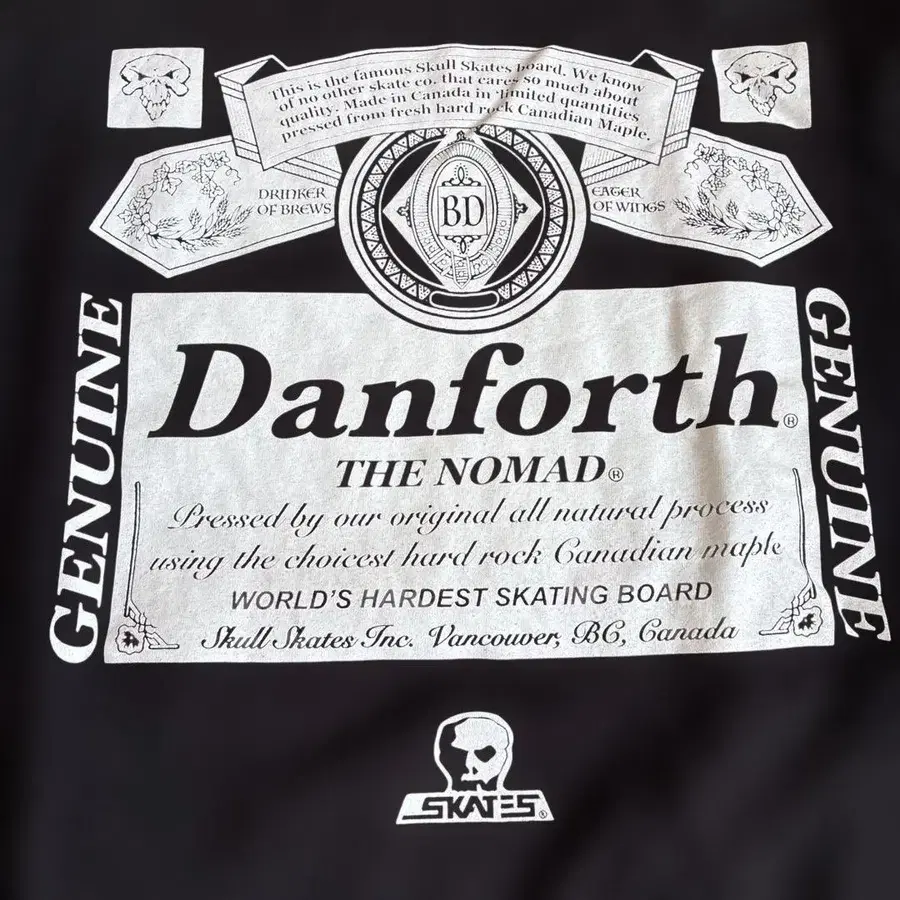 This is the famous Skull Skates board. We know
of no other skate co. that cares so much about
quality. Made in Canada in limited quantities
pressed from fresh hard rock Canadian Maple.
DRINKER
OF BREWS
BD
EATER
OF WINGS
GENUINE
GENUINE
Danforth®
THE NOMAD®
Pressed by our original all natural process
using the choicest hard rock Canadian maple
WORLD'S HARDEST SKATING BOARD
Skull Skates Inc. Vancouver, BC, Canada
SKATES®